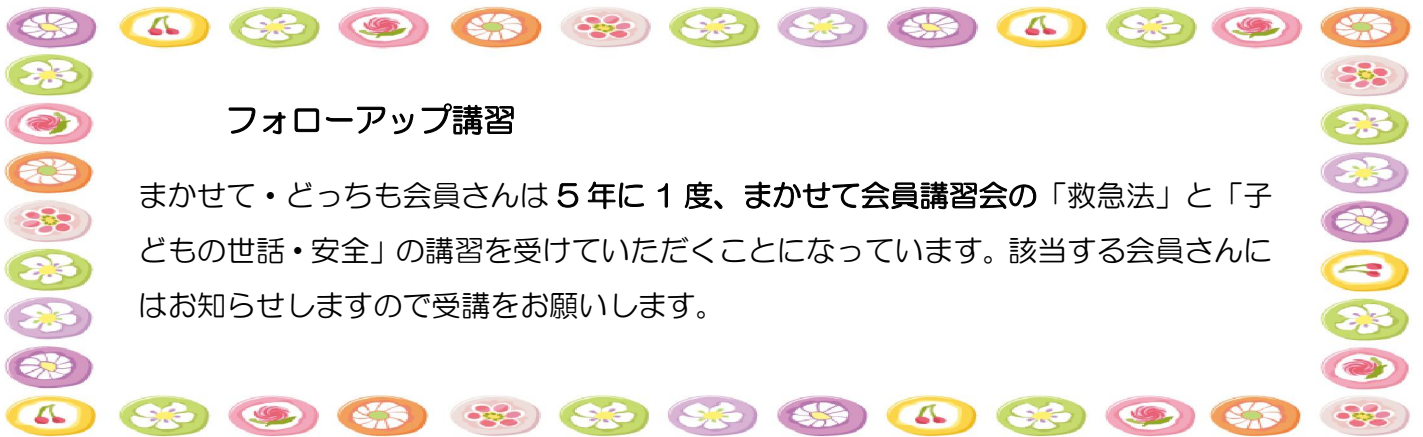 フォローアップ講習
まかせて・どっちも会員さんは 5 年に 1 度、まかせて会員講習会の「救急法」と「子
どもの世話・安全」の講習を受けていただくことになっています。該当する会員さんに
はお知らせしますので受講をお願いします。